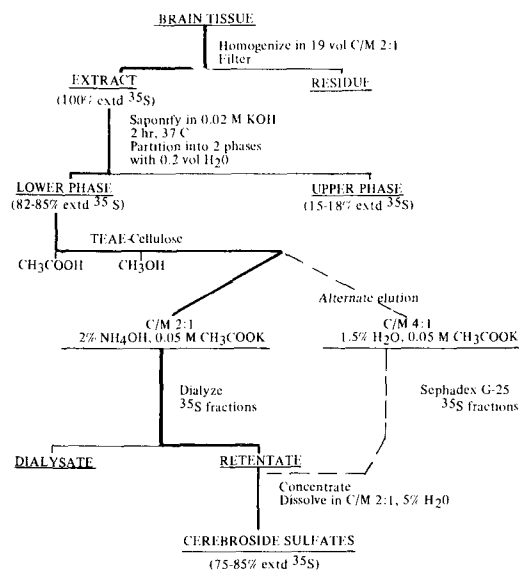 BRAIN TISSUE
Homogenize in 19 vol C/M 2:1
Filter
EXTRACT
(100% extd 35S)
RESIDUE
Saponify in 0.02 M KOH
2 hr, 37 C
Partition into 2 phases
with 0.2 vol H2O
LOWER PHASE
(82-85% extd 35S)
UPPER PHASE
(15-18% extd 35S)
TEAE-Cellulose
CH3COOH
CH3OH
Alternate elution
C/M 2:1
2% NH4OH, 0.05 M CH3COOK
C/M 4:1
1.5% H2O, 0.05 M CH3COOK
Dialyze
35S fractions
Sephadex G-25
35S fractions
DIALYSATE
RETENTATE
Concentrate
Dissolve in C/M 2:1, 5% H2O
CEREBROSIDE SULFATES
(75-85% extd 35S)